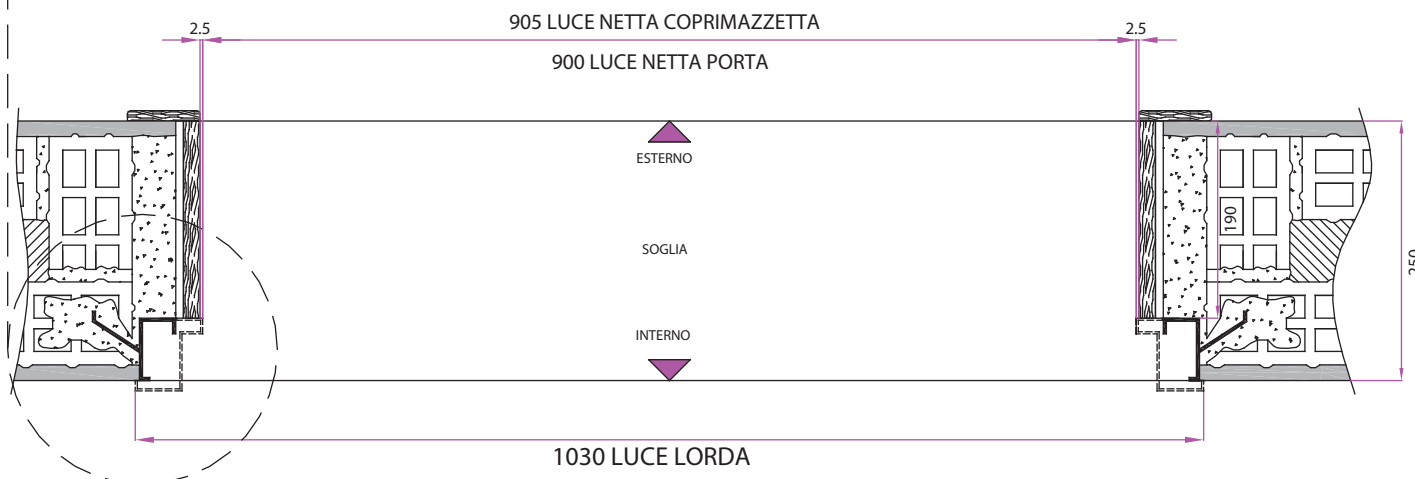 905 LUCE NETTA COPRIMAZZETTA
2.5
2.5
900 LUCE NETTA PORTA
ESTERNO
190
SOGLIA
250
INTERNO
1030 LUCE LORDA